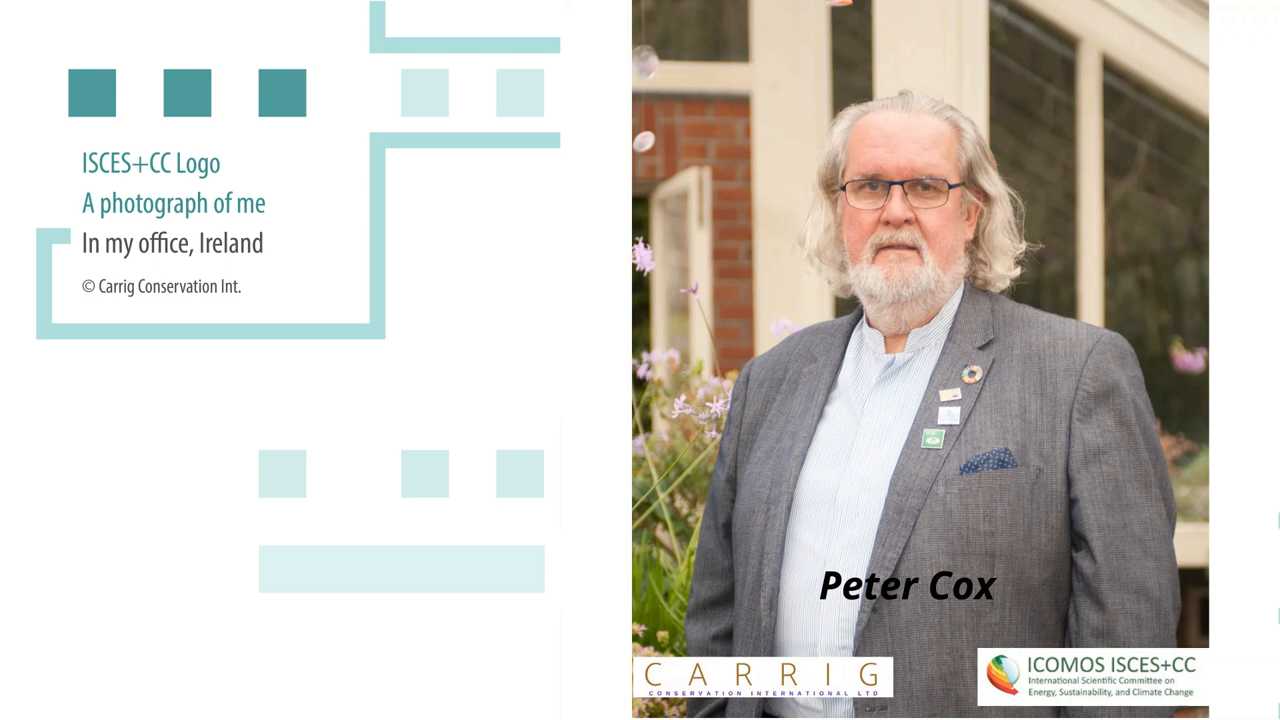 ISCES+CC Logo
A photograph of me
In my office, Ireland
© Carrig Conservation Int.
Peter Cox
CARRIG
CONSERVATION INTERNATIONAL LTD
ICOMOS ISCES+CC
International Scientific Committee on
Energy, Sustainability, and Climate Change